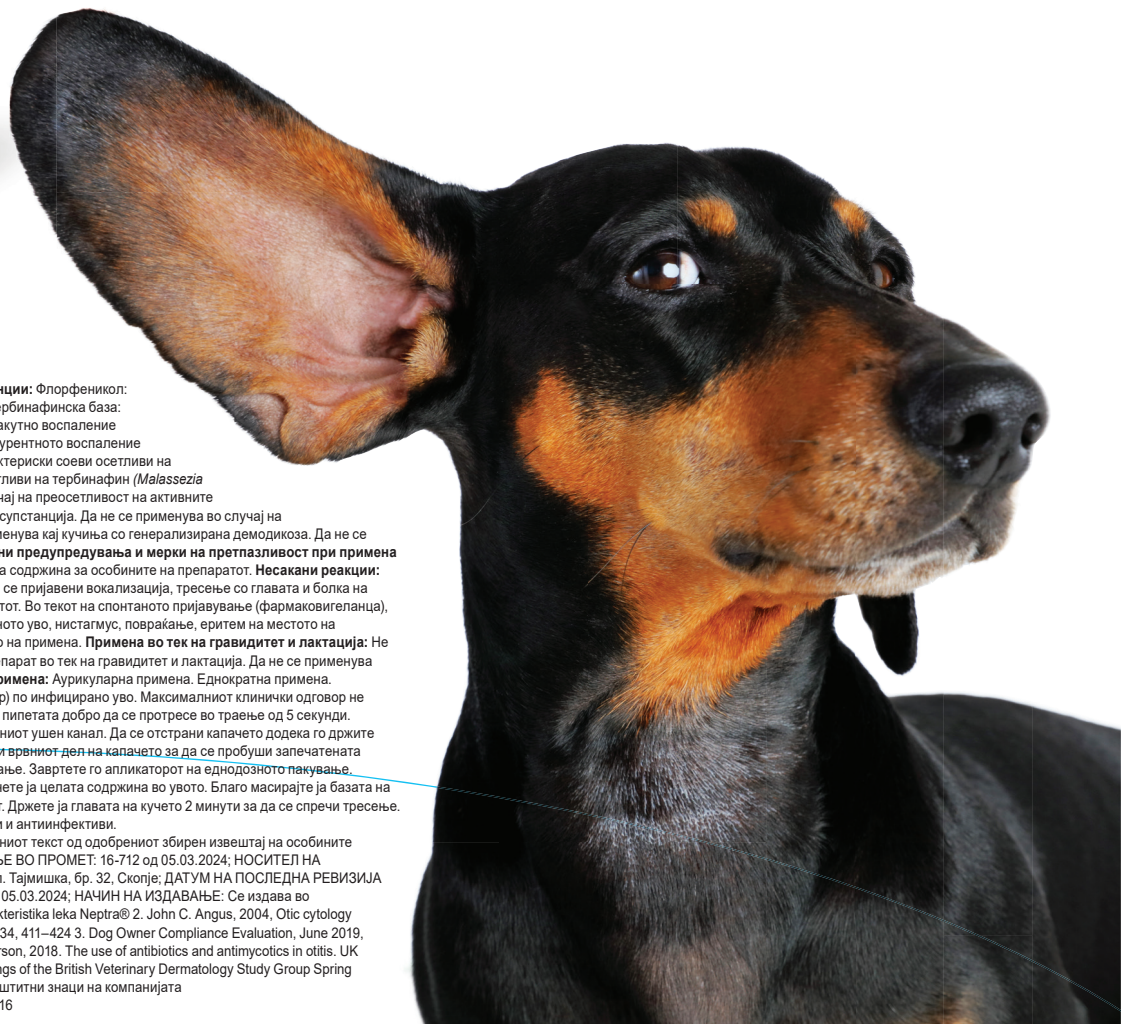 нции: Флорфеникол:
ербинафинска база:
акутно воспаление
урентното воспаление
ктериски соеви осетливи на
тливи на тербинафин (Malassezia
чај на преосетливост на активните
супстанција. Да не се применува во случај на
менува кај кучиња со генерализирана демодикоза. Да не се
ни предупредувања и мерки на претпазливост при примена
а содржина за особините на препаратот. Несакани реакции:
се пријавени вокализација, тресење со главата и болка на
тот. Во текот на спонтаното пријавување (фармаковигеланца),
ното уво, нистагмус, повраќање, еритем на местото на
о на примена. Примена во тек на гравидитет и лактација: Не
епарат во тек на гравидитет и лактација. Да не се применува
римена: Аурикуларна примена. Еднократна примена.
р) по инфицирано уво. Максималниот клинички одговор не
пипетата добро да се протресе во траење од 5 секунди.
ниот ушен канал. Да се отстрани капачето додека го држите
и врвниот дел на капачето за да се пробуши запечатената
ање. Завртете го апликаторот на еднодозното пакување.
нете ја целата содржина во увото. Благо масирајте ја базата на
т. Држете ја главата на кучето 2 минути за да се спречи тресење.
и и антиинфективи.
ниот текст од одобрениот збирен извештај на особините
ЊЕ ВО ПРОМЕТ: 16-712 од 05.03.2024; НОСИТЕЛ НА
л. Тајмишка, бр. 32, Скопје; ДАТУМ НА ПОСЛЕДНА РЕВИЗИЈА
05.03.2024; НАЧИН НА ИЗДАВАЊЕ: Се издава во
kteristika leka Neptra® 2. John C. Angus, 2004, Otic cytology
34, 411–424 3. Dog Owner Compliance Evaluation, June 2019,
rson, 2018. The use of antibiotics and antimycotics in otitis. UK
ngs of the British Veterinary Dermatology Study Group Spring
штитни знаци на компанијата
16